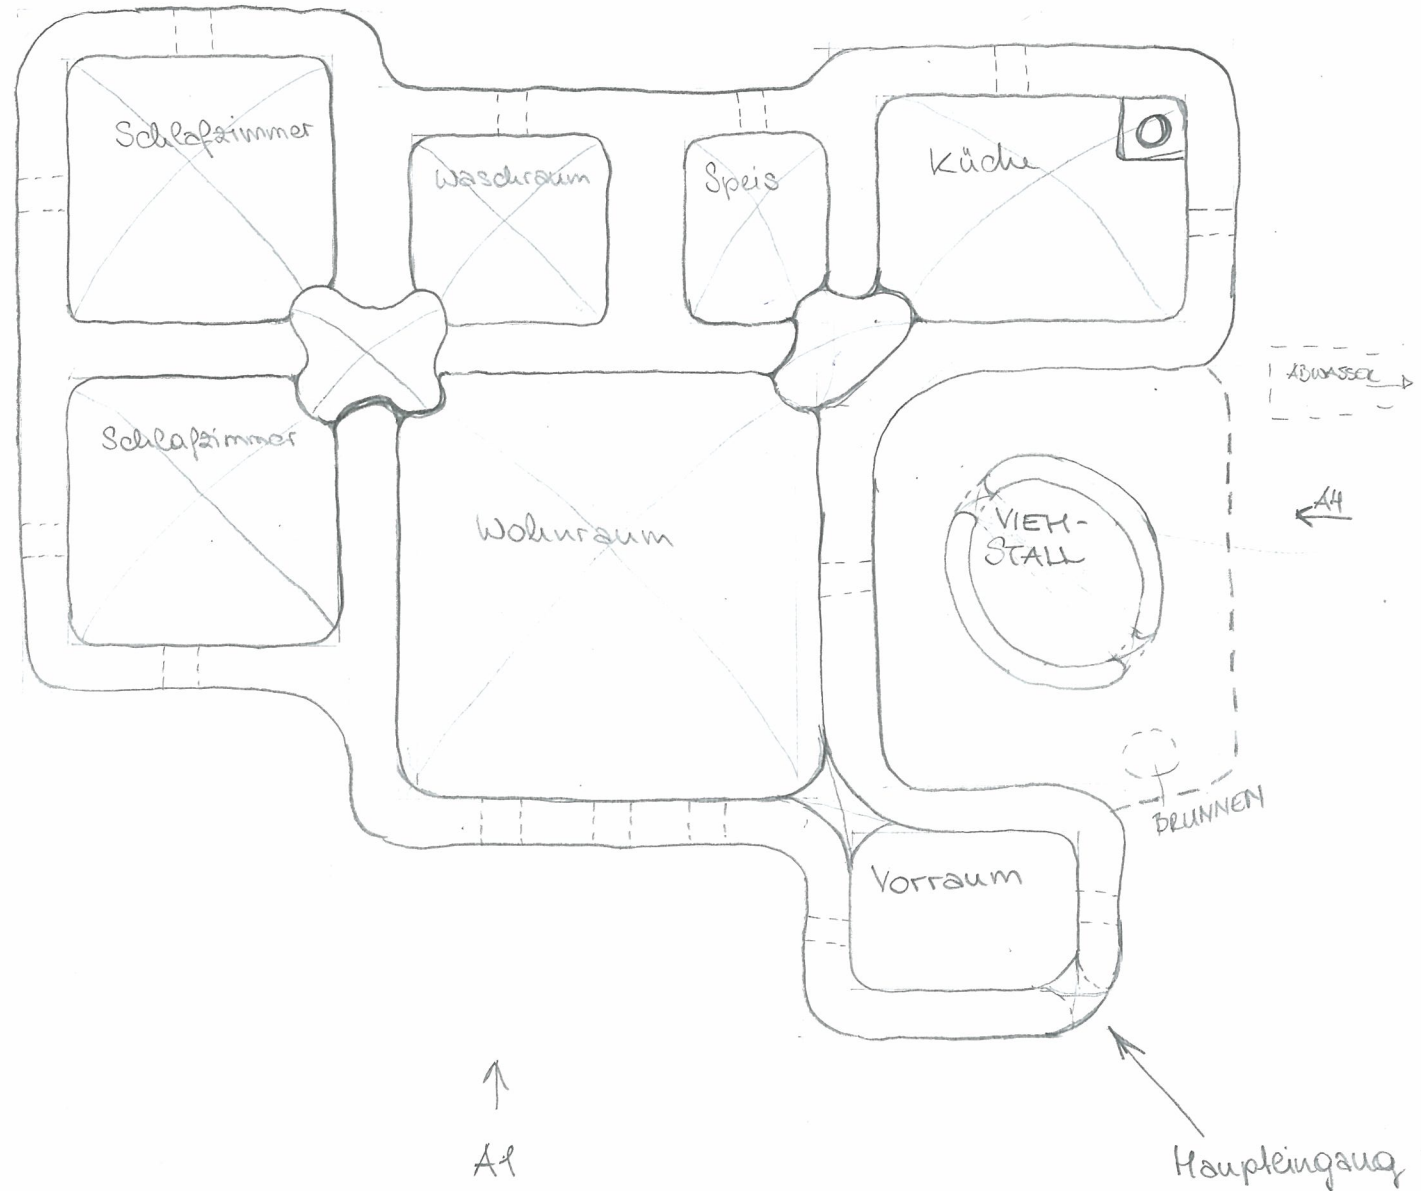 Schlafzimmer
Waschraum
Speis
Küche
ABWASSER
Schlafzimmer
Wohnraum
VIEH-
STALL
A4
BRUNNEN
Vorraum
A1
Haupteingang